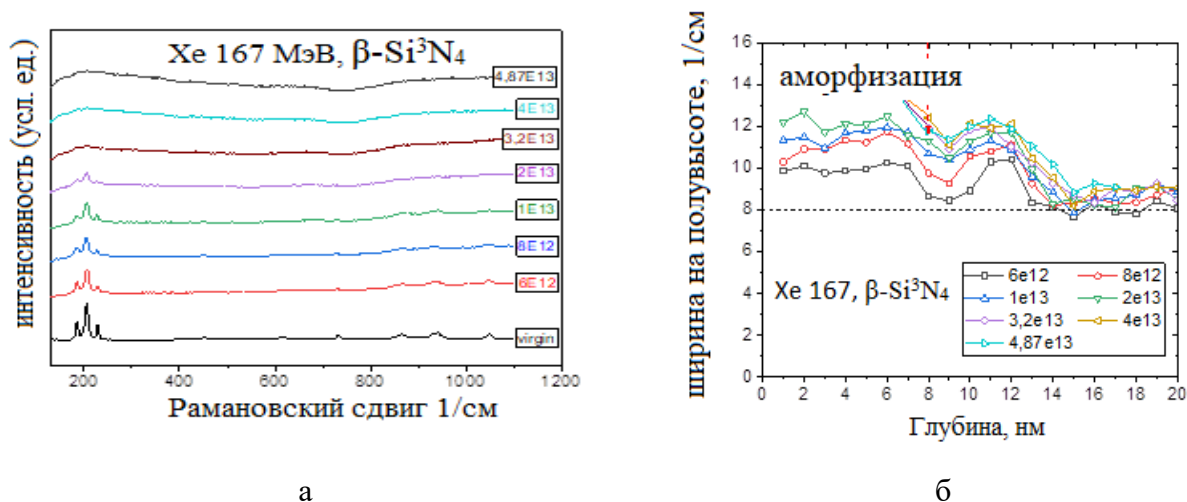 интенсивность (усл. ед.)
Xe 167 МэВ, β-Si³N₄
4,87E13
4E13
3,2E13
2E13
1E13
8E12
6E12
virgin
200 400 600 800 1000 1200
Рамановский сдвиг 1/см
а
ширина на полувысоте, 1/см
16
14
12
10
8
6
4
2
0
аморфизация
Xe 167, β-Si³N₄
6e12 8e12
1e13 2e13
3,2e13 4e13
4,87e13
0 2 4 6 8 10 12 14 16 18 20
Глубина, нм
б